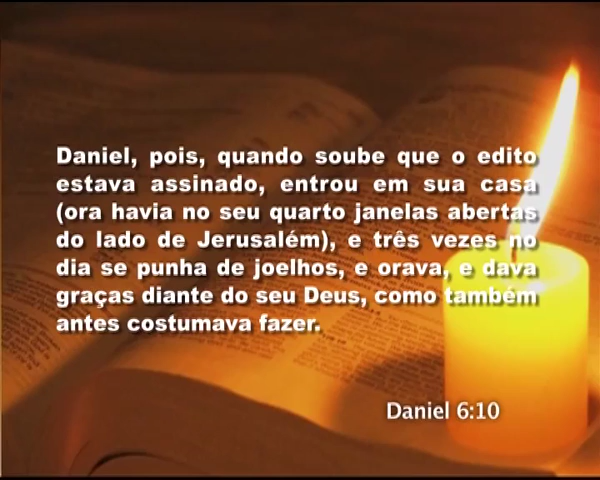 Daniel, pois, quando soube que o edito
estava assinado, entrou em sua casa
(ora havia no seu quarto janelas abertas
do lado de Jerusalém), e três vezes no
dia se punha de joelhos, e orava, e dava
graças diante do seu Deus, como também
antes costumava fazer.
Daniel 6:10